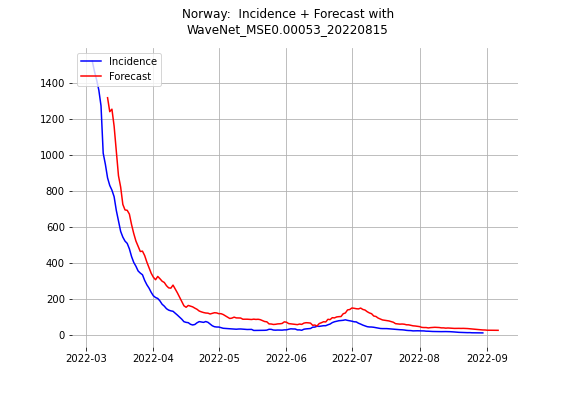 Norway:  Incidence + Forecast with
WaveNet_MSE0.00053_20220815
Incidence
Forecast
1400
1200
1000
800
600
400
200
0
2022-03 2022-04 2022-05 2022-06 2022-07 2022-08 2022-09